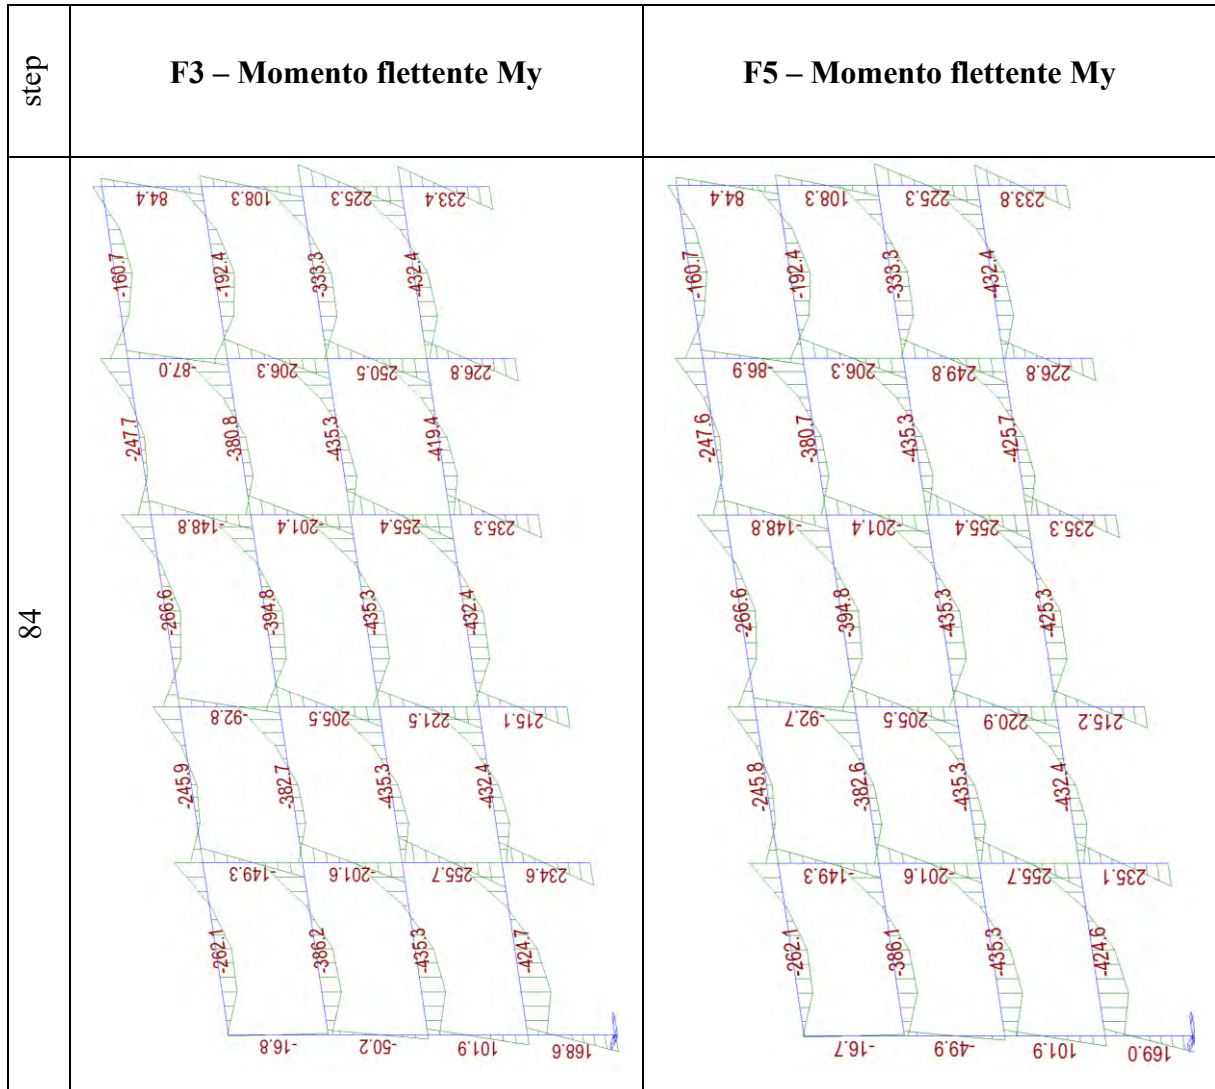 step
F3 – Momento flettente My
F5 – Momento flettente My
84
84.4 108.3 225.3 233.4
-160.7 -192.4 -333.3 -432.4
-87.0 206.3 250.5 226.8
-247.7 -380.8 -435.3 -419.4
-148.8 -201.4 255.4 235.3
-266.6 -394.8 -435.3 -432.4
-92.8 205.5 221.5 215.1
-245.9 -382.7 -435.3 -432.4
-149.3 -201.6 255.7 234.6
-262.1 -386.2 -435.3 -424.7
-16.8 -50.2 101.9 168.6
84.4 108.3 225.3 233.8
-160.7 -192.4 -333.3 -432.4
-86.9 206.3 249.8 226.8
-247.6 -380.7 -435.3 -425.7
-148.8 -201.4 255.4 235.3
-266.6 -394.8 -435.3 -425.3
-92.7 205.5 220.9 215.2
-245.8 -382.6 -435.3 -432.4
-149.3 -201.6 255.7 235.1
-262.1 -386.1 -435.3 -424.6
-16.7 -49.9 101.9 169.0